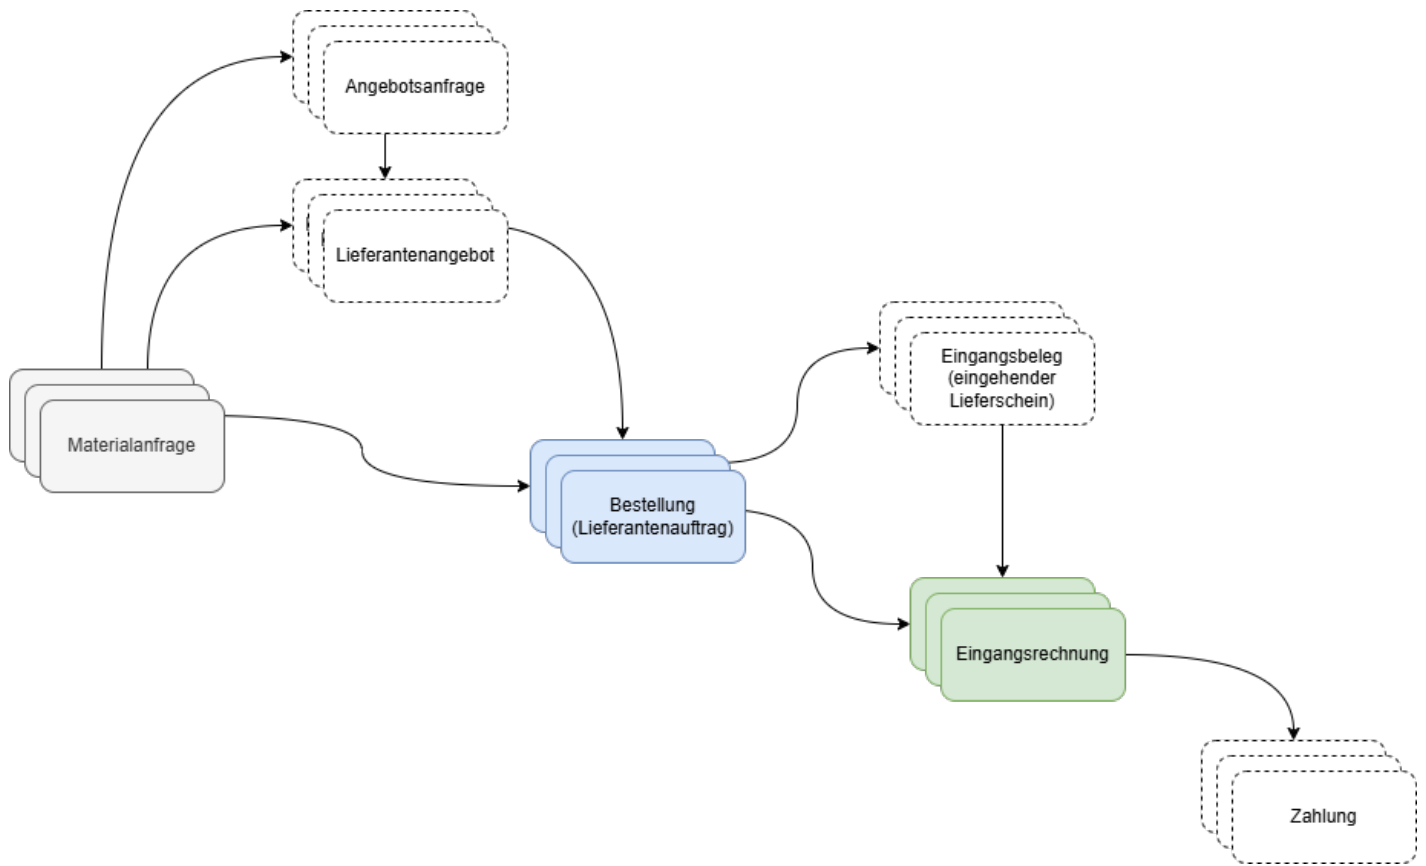 Angebotsanfrage
Lieferantenangebot
Materialanfrage
Eingangsbeleg
(eingehender
Lieferschein)
Bestellung
(Lieferantenauftrag)
Eingangsrechnung
Zahlung